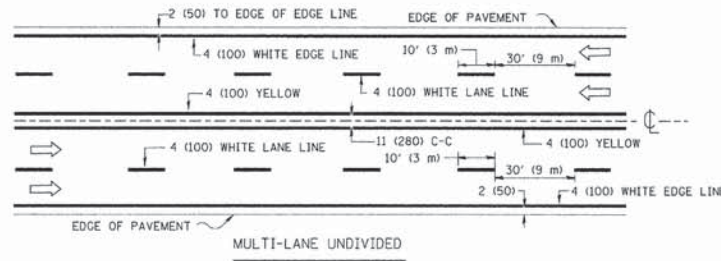 2 (50) TO EDGE OF EDGE LINE
EDGE OF PAVEMENT
4 (100) WHITE EDGE LINE
10' (3 m)
30' (9 m)
4 (100) YELLOW
4 (100) WHITE LANE LINE
℄
4 (100) WHITE LANE LINE
11 (280) C-C
10' (3 m)
4 (100) YELLOW
30' (9 m)
2 (50)
4 (100) WHITE EDGE LINE
EDGE OF PAVEMENT
MULTI-LANE UNDIVIDED